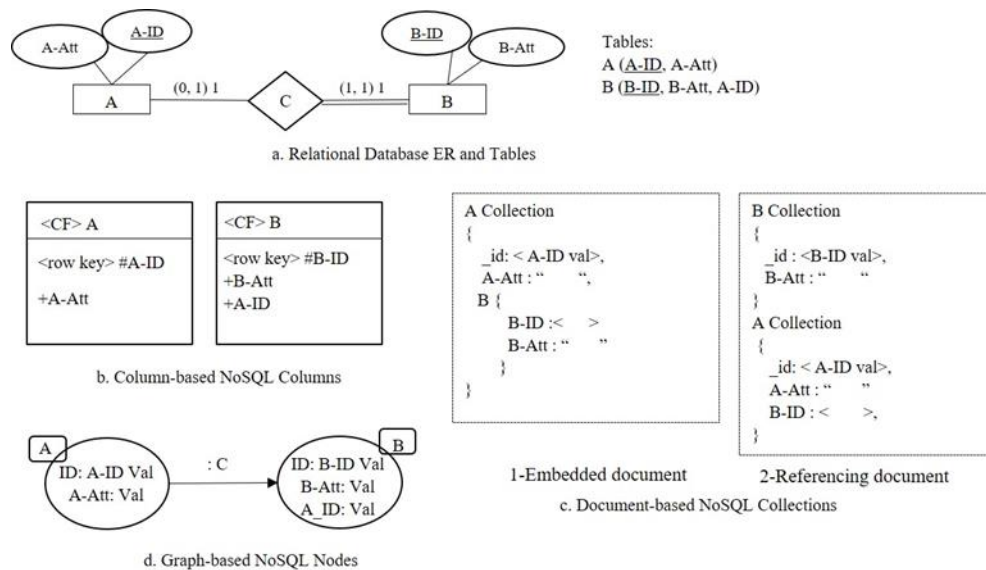 A-Att
A-ID
A
(0, 1) 1
C
(1, 1) 1
B
B-ID
B-Att
Tables:
A (A-ID, A-Att)
B (B-ID, B-Att, A-ID)
a. Relational Database ER and Tables
<CF> A
<row key> #A-ID
+A-Att
<CF> B
<row key> #B-ID
+B-Att
+A-ID
b. Column-based NoSQL Columns
A
ID: A-ID Val
A-Att: Val
: C
B
ID: B-ID Val
B-Att: Val
A_ID: Val
d. Graph-based NoSQL Nodes
A Collection
{
_id: < A-ID val>,
A-Att : “ “,
B {
B-ID :< >
B-Att : “ ”
}
}
1-Embedded document
B Collection
{
_id : <B-ID val>,
B-Att : “ “
}
A Collection
{
_id: < A-ID val>,
A-Att : “ ”
B-ID : < >,
}
2-Referencing document
c. Document-based NoSQL Collections